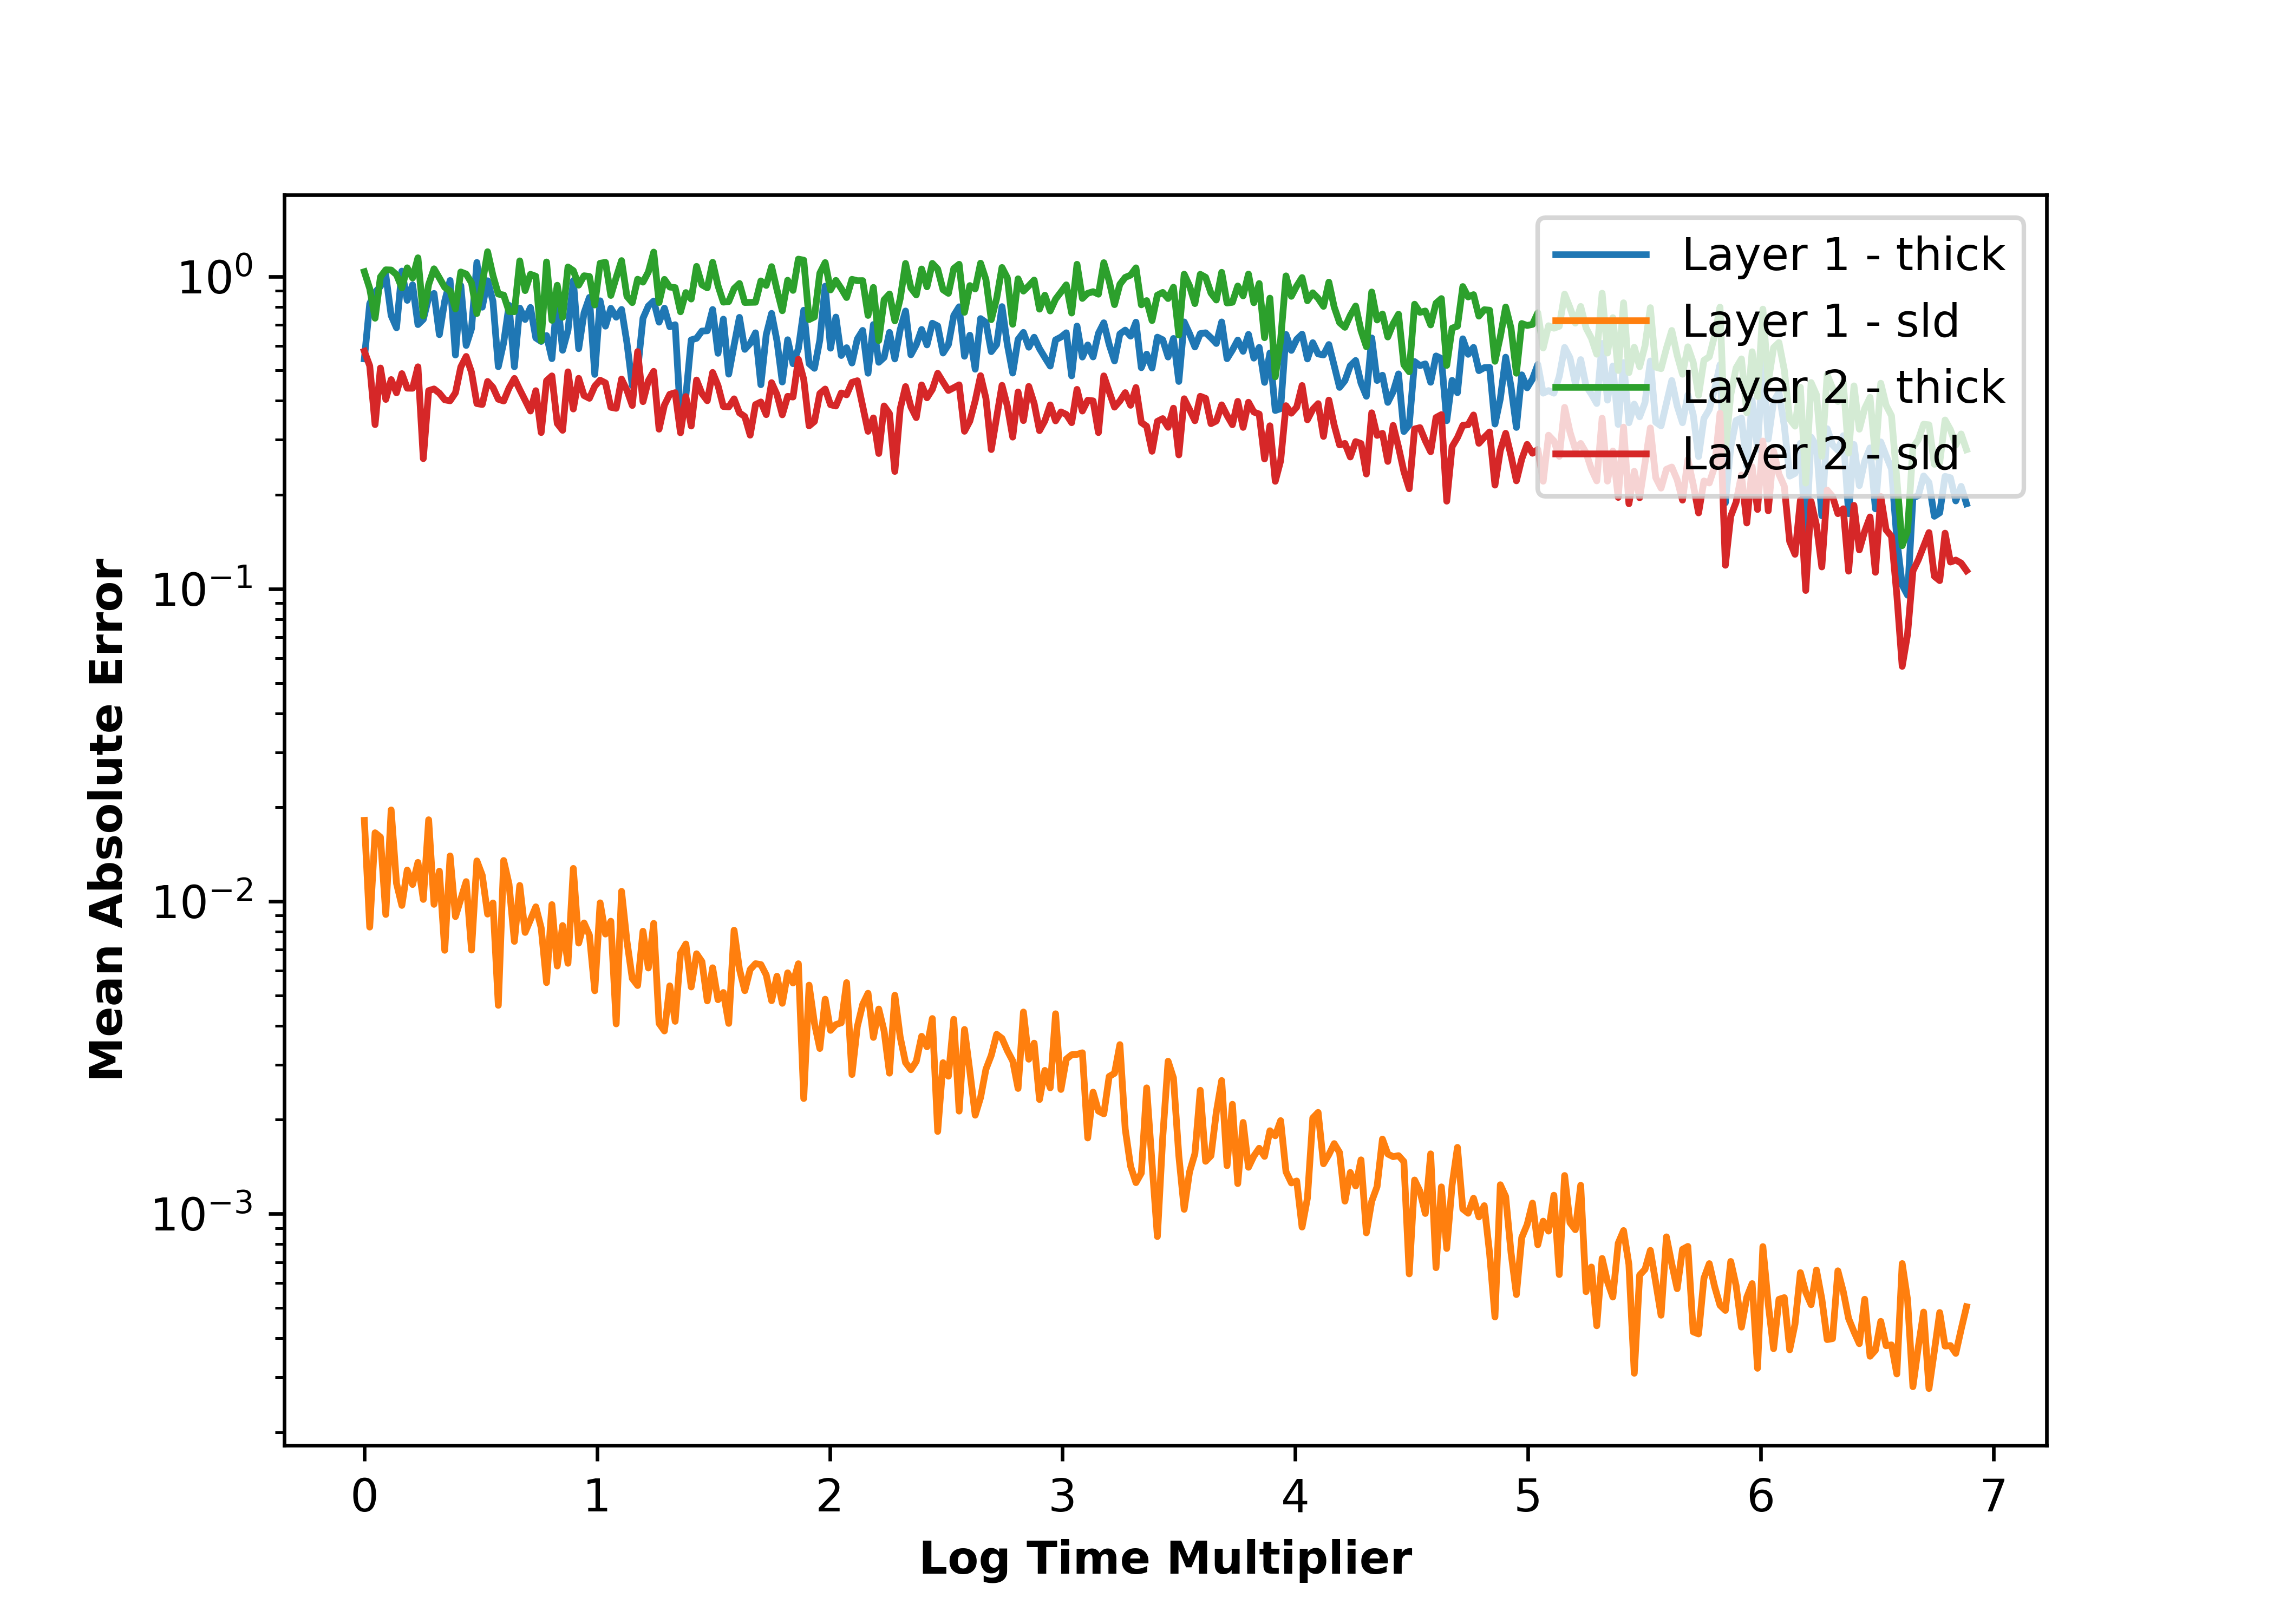 Layer 1 - thick
Layer 1 - sld
Layer 2 - thick
Layer 2 - sld
10⁰
10⁻¹
10⁻²
10⁻³
Mean Absolute Error
0 1 2 3 4 5 6 7
Log Time Multiplier